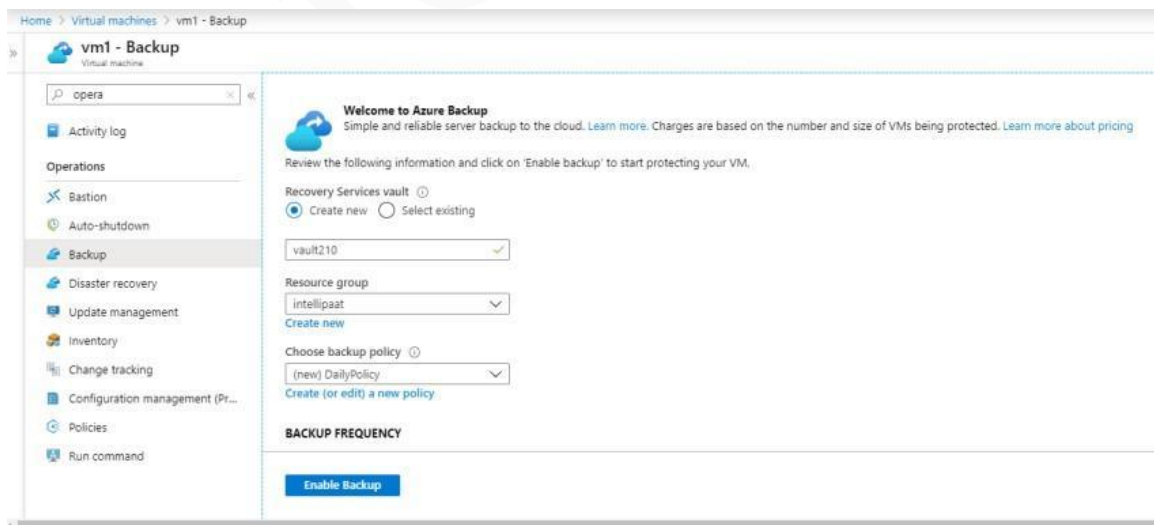 Home > Virtual machines > vm1 - Backup
vm1 - Backup
Virtual machine
opera
Activity log
Operations
Bastion
Auto-shutdown
Backup
Disaster recovery
Update management
Inventory
Change tracking
Configuration management (Pr...
Policies
Run command
Welcome to Azure Backup
Simple and reliable server backup to the cloud. Learn more. Charges are based on the number and size of VMs being protected. Learn more about pricing
Review the following information and click on 'Enable backup' to start protecting your VM.
Recovery Services vault
Create new Select existing
vault210
Resource group
intellipaat
Create new
Choose backup policy
(new) DailyPolicy
Create (or edit) a new policy
BACKUP FREQUENCY
Enable Backup